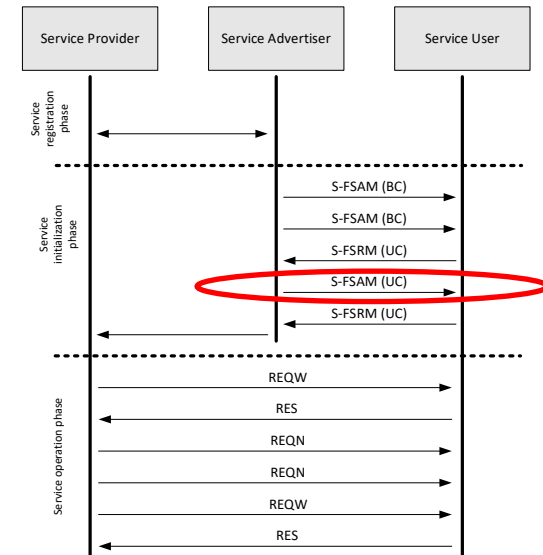 Service Provider
Service Advertiser
Service User
Service
registration
phase
S-FSAM (BC)
S-FSAM (BC)
Service
initialization
phase
S-FSRM (UC)
S-FSAM (UC)
S-FSRM (UC)
Service operation phase
REQW
RES
REQN
REQN
REQW
RES